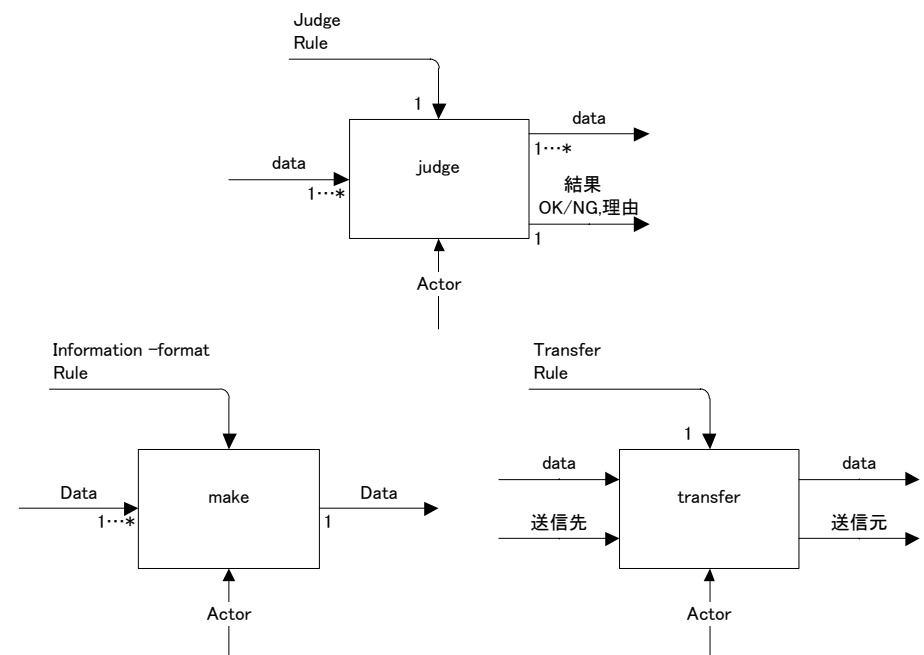 Judge
Rule
1
data
1…*
judge
data
1…*
結果
OK/NG,理由
1
Actor
Information -format
Rule
Data
1…*
make
Data
1
Actor
Transfer
Rule
1
data
送信先
transfer
data
送信元
Actor